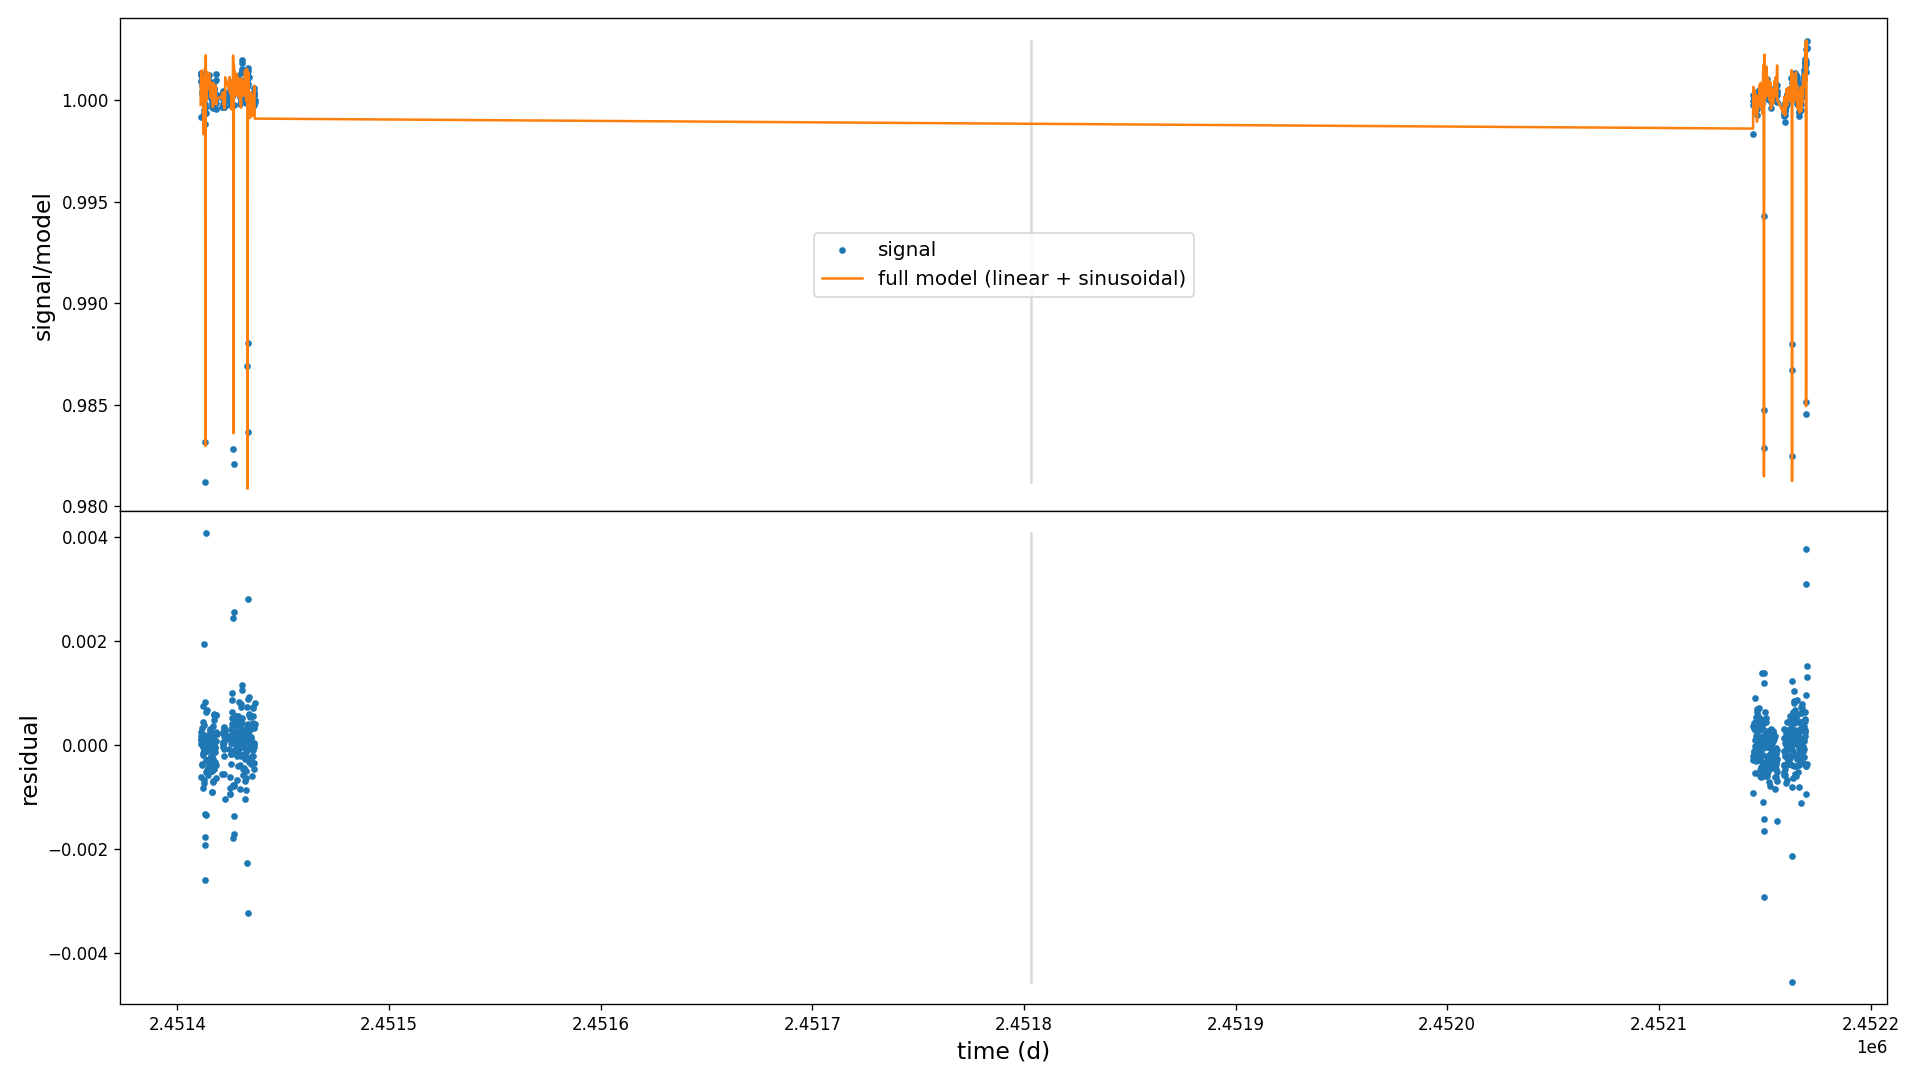 signal/model
1.000
0.995
0.990
0.985
0.980
signal
full model (linear + sinusoidal)
residual
0.004
0.002
0.000
−0.002
−0.004
2.4514 2.4515 2.4516 2.4517 2.4518 2.4519 2.4520 2.4521 2.4522
time (d)
1e6